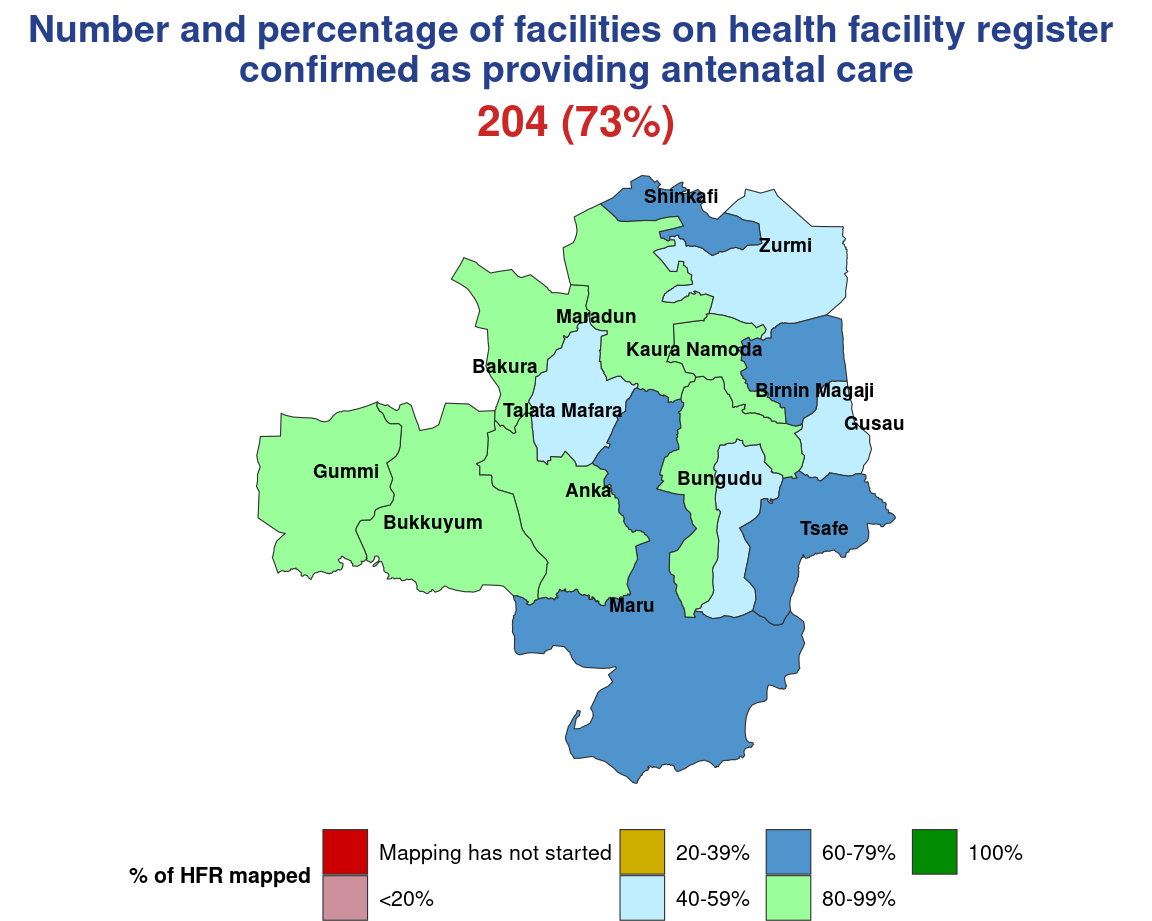 Number and percentage of facilities on health facility register
confirmed as providing antenatal care
204 (73%)
Shinkafi
Zurmi
Maradun
Kaura Namoda
Bakura
Birnin Magaji
Talata Mafara
Gusau
Gummi
Bungudu
Anka
Bukkuyum
Tsafe
Maru
% of HFR mapped
Mapping has not started
<20%
20-39%
40-59%
60-79%
80-99%
100%